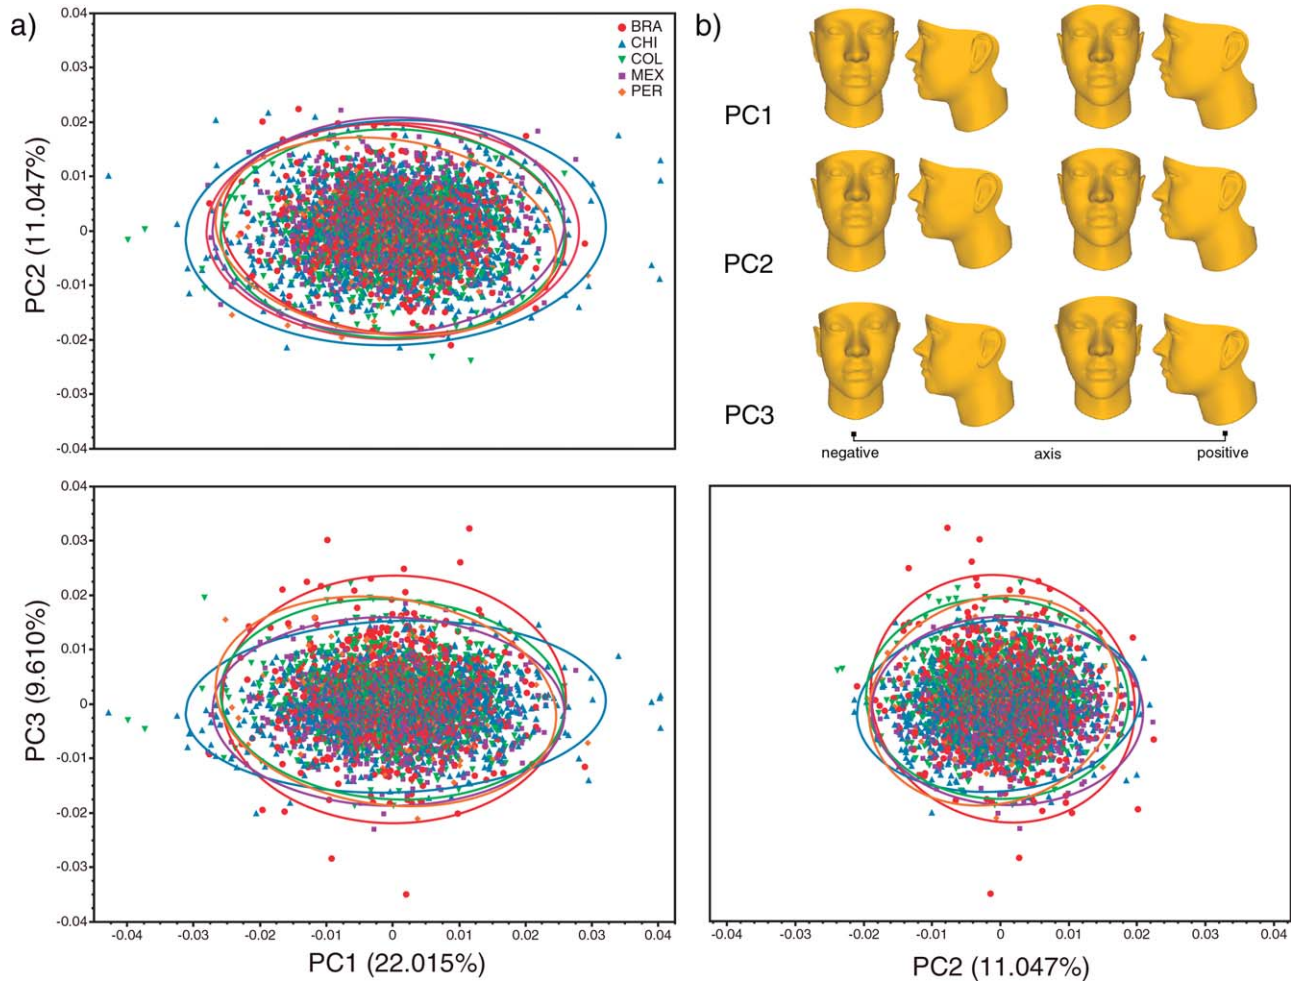 a)
BRA
CHI
COL
MEX
PER
PC2 (11.047%)
0.04
0.03
0.02
0.01
0
-0.01
-0.02
-0.03
-0.04
b)
PC1
PC2
PC3
negative axis positive
PC3 (9.610%)
0.04
0.03
0.02
0.01
0
-0.01
-0.02
-0.03
-0.04
-0.04 -0.03 -0.02 -0.01 0 0.01 0.02 0.03 0.04
PC1 (22.015%)
-0.04 -0.03 -0.02 -0.01 0 0.01 0.02 0.03 0.04
PC2 (11.047%)